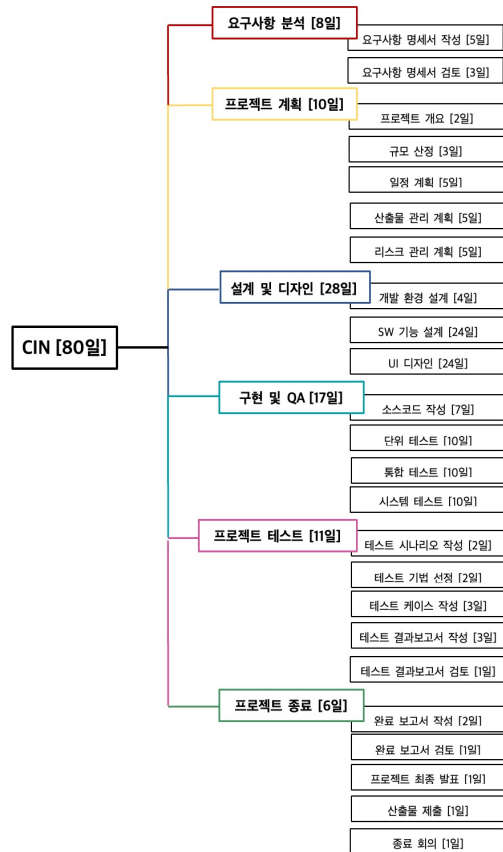 요구사항 분석 [8일]
요구사항 명세서 작성 [5일]
요구사항 명세서 검토 [3일]
프로젝트 계획 [10일]
프로젝트 개요 [2일]
규모 산정 [3일]
일정 계획 [5일]
산출물 관리 계획 [5일]
리스크 관리 계획 [5일]
설계 및 디자인 [28일]
개발 환경 설계 [4일]
SW 기능 설계 [24일]
UI 디자인 [24일]
CIN [80일]
구현 및 QA [17일]
소스코드 작성 [7일]
단위 테스트 [10일]
통합 테스트 [10일]
시스템 테스트 [10일]
프로젝트 테스트 [11일]
테스트 시나리오 작성 [2일]
테스트 기법 선정 [2일]
테스트 케이스 작성 [3일]
테스트 결과보고서 작성 [3일]
테스트 결과보고서 검토 [1일]
프로젝트 종료 [6일]
완료 보고서 작성 [2일]
완료 보고서 검토 [1일]
프로젝트 최종 발표 [1일]
산출물 제출 [1일]
종료 회의 [1일]